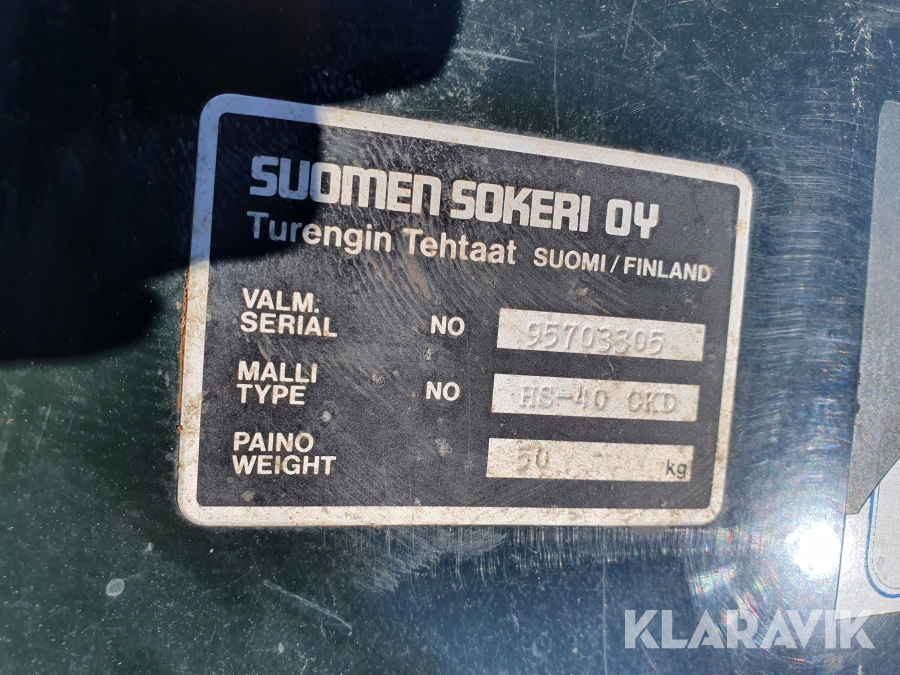 SUOMEN SOKERI OY
Turengin Tehtaat SUOMI/FINLAND
VALM.
SERIAL NO 95703305
MALLI
TYPE NO HS-40 CKD
PAINO
WEIGHT 50 kg
KLARAVIK